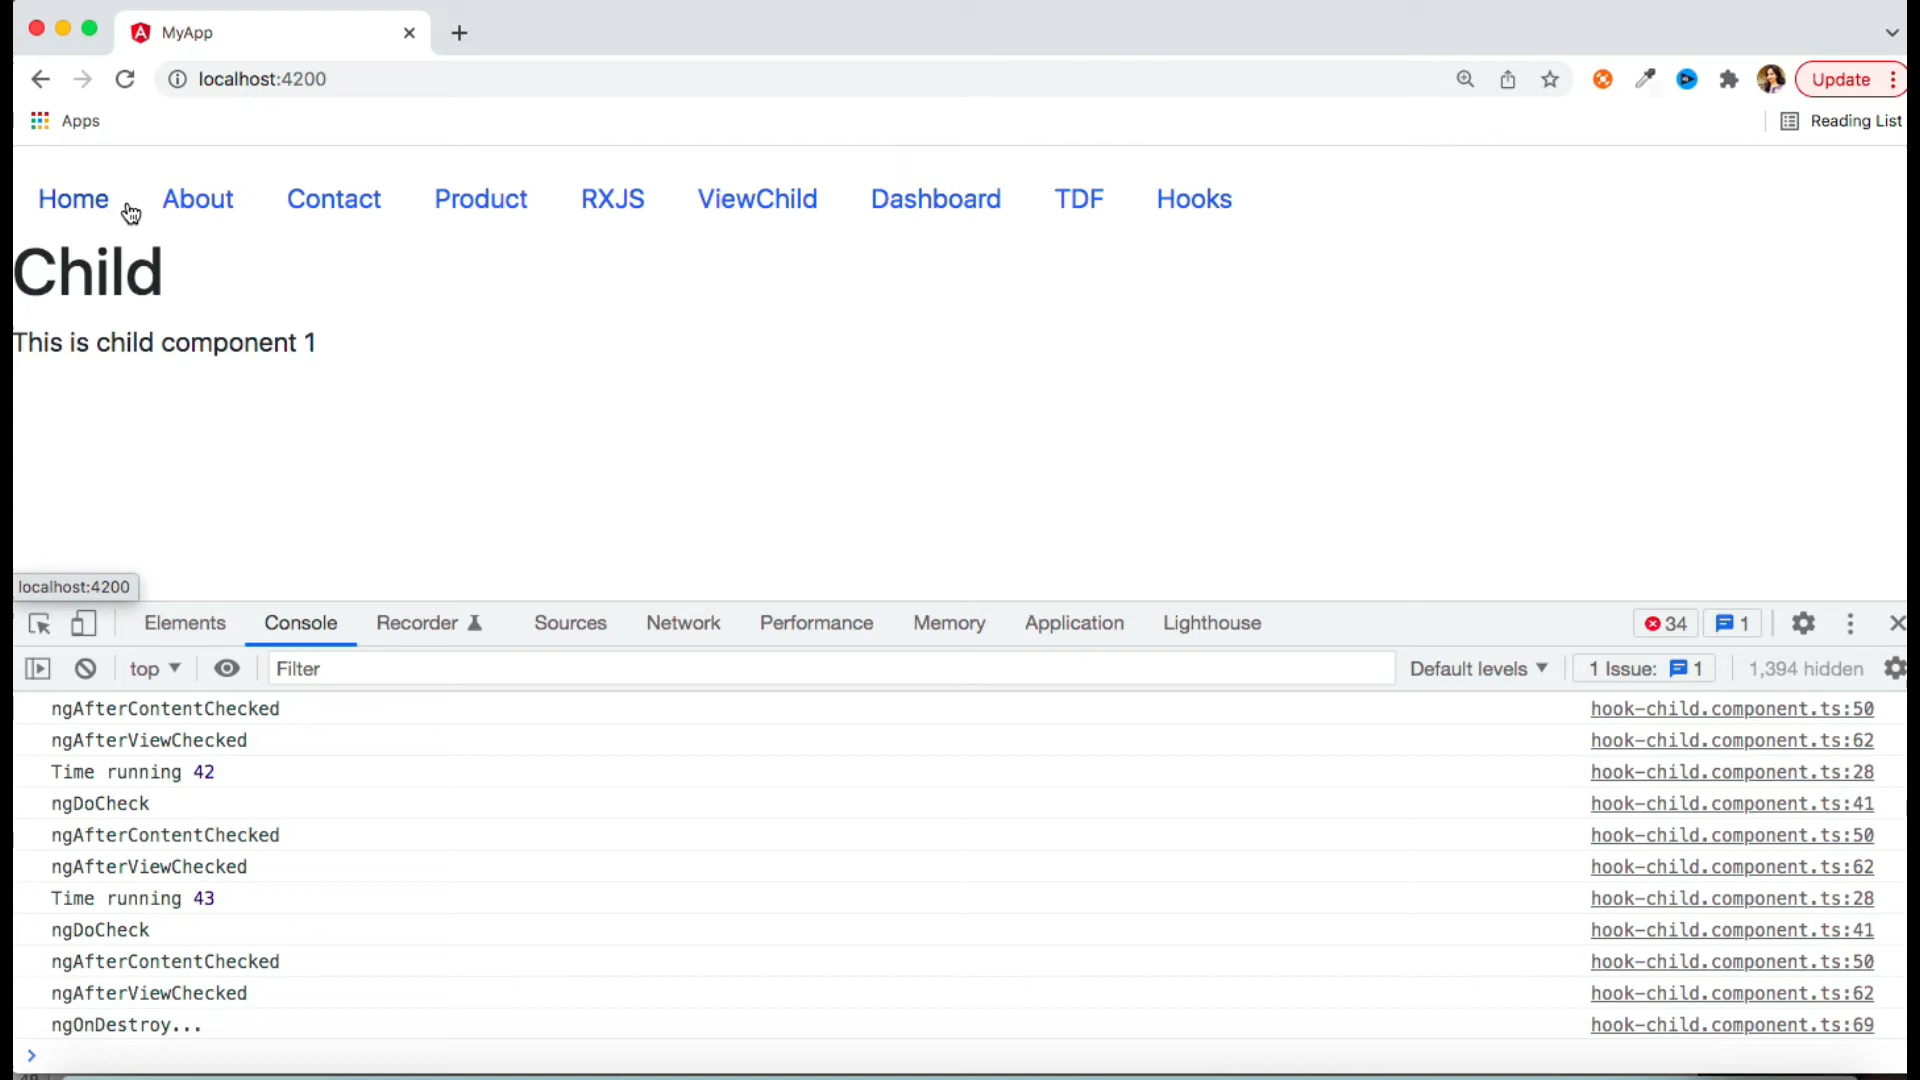 MyApp
localhost:4200
Update
Apps
Reading List
Home About Contact Product RXJS ViewChild Dashboard TDF Hooks
Child
This is child component 1
localhost:4200
Elements Console Recorder Sources Network Performance Memory Application Lighthouse 34 1
top Filter Default levels 1 Issue: 1 1,394 hidden
ngAfterContentChecked hook-child.component.ts:50
ngAfterViewChecked hook-child.component.ts:62
Time running 42 hook-child.component.ts:28
ngDoCheck hook-child.component.ts:41
ngAfterContentChecked hook-child.component.ts:50
ngAfterViewChecked hook-child.component.ts:62
Time running 43 hook-child.component.ts:28
ngDoCheck hook-child.component.ts:41
ngAfterContentChecked hook-child.component.ts:50
ngAfterViewChecked hook-child.component.ts:62
ngOnDestroy... hook-child.component.ts:69